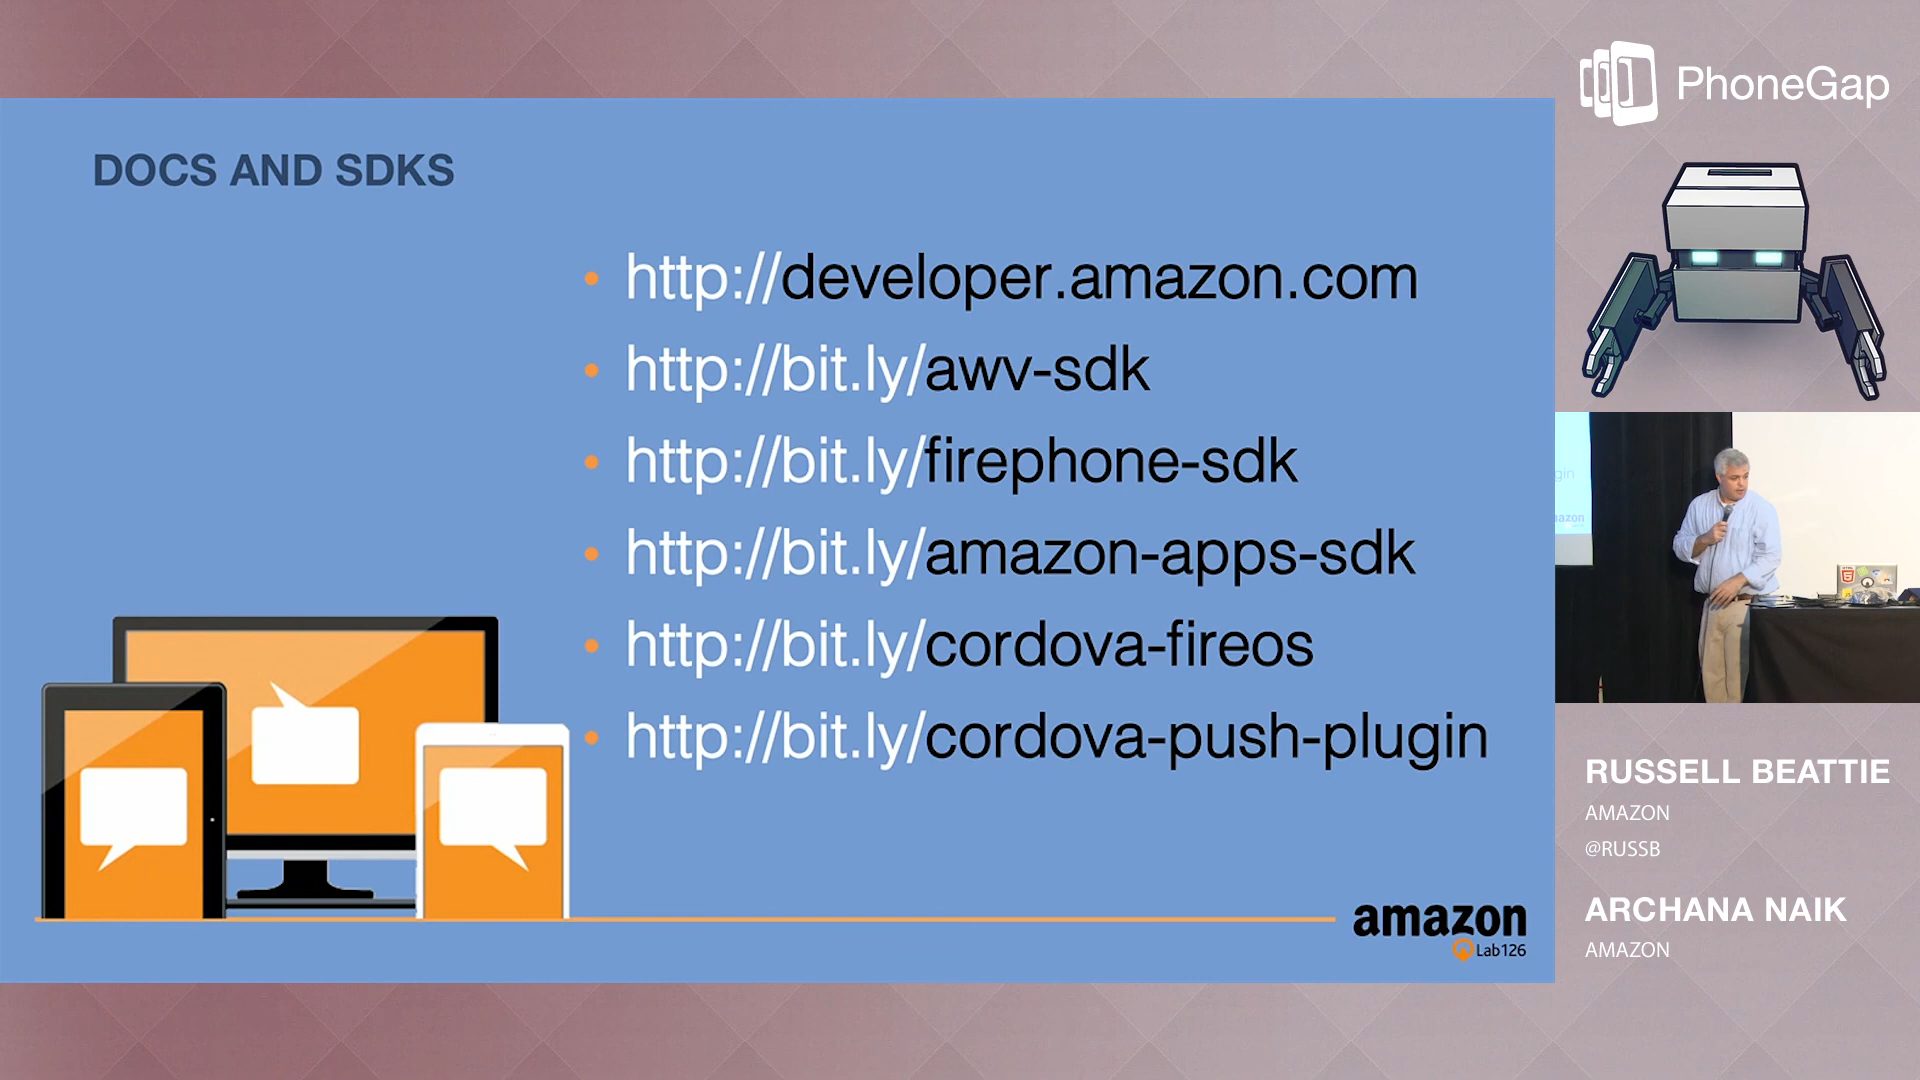 PhoneGap
DOCS AND SDKS
http://developer.amazon.com
http://bit.ly/awv-sdk
http://bit.ly/firephone-sdk
http://bit.ly/amazon-apps-sdk
http://bit.ly/cordova-fireos
http://bit.ly/cordova-push-plugin
amazon
Lab126
RUSSELL BEATTIE
AMAZON
@RUSSB
ARCHANA NAIK
AMAZON